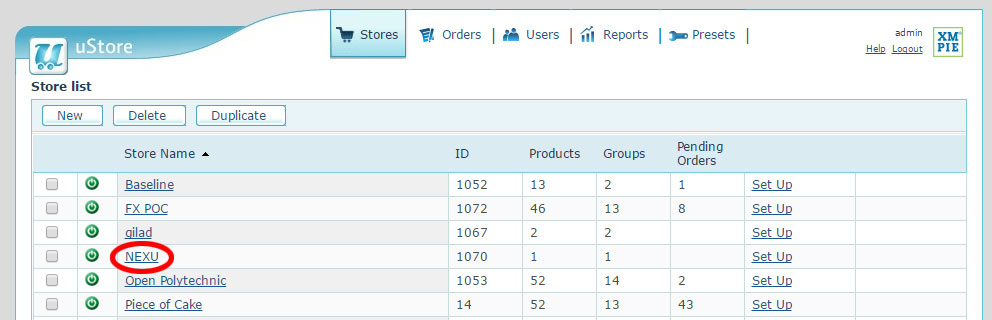 Stores Orders Users Reports Presets
admin
Help Logout
XM
PIE
u uStore
Store list
New Delete Duplicate
Store Name ID Products Groups Pending Orders
Baseline 1052 13 2 1 Set Up
FX POC 1072 46 13 8 Set Up
gilad 1067 2 2 Set Up
NEXU 1070 1 1 Set Up
Open Polytechnic 1053 52 14 2 Set Up
Piece of Cake 14 52 13 43 Set Up